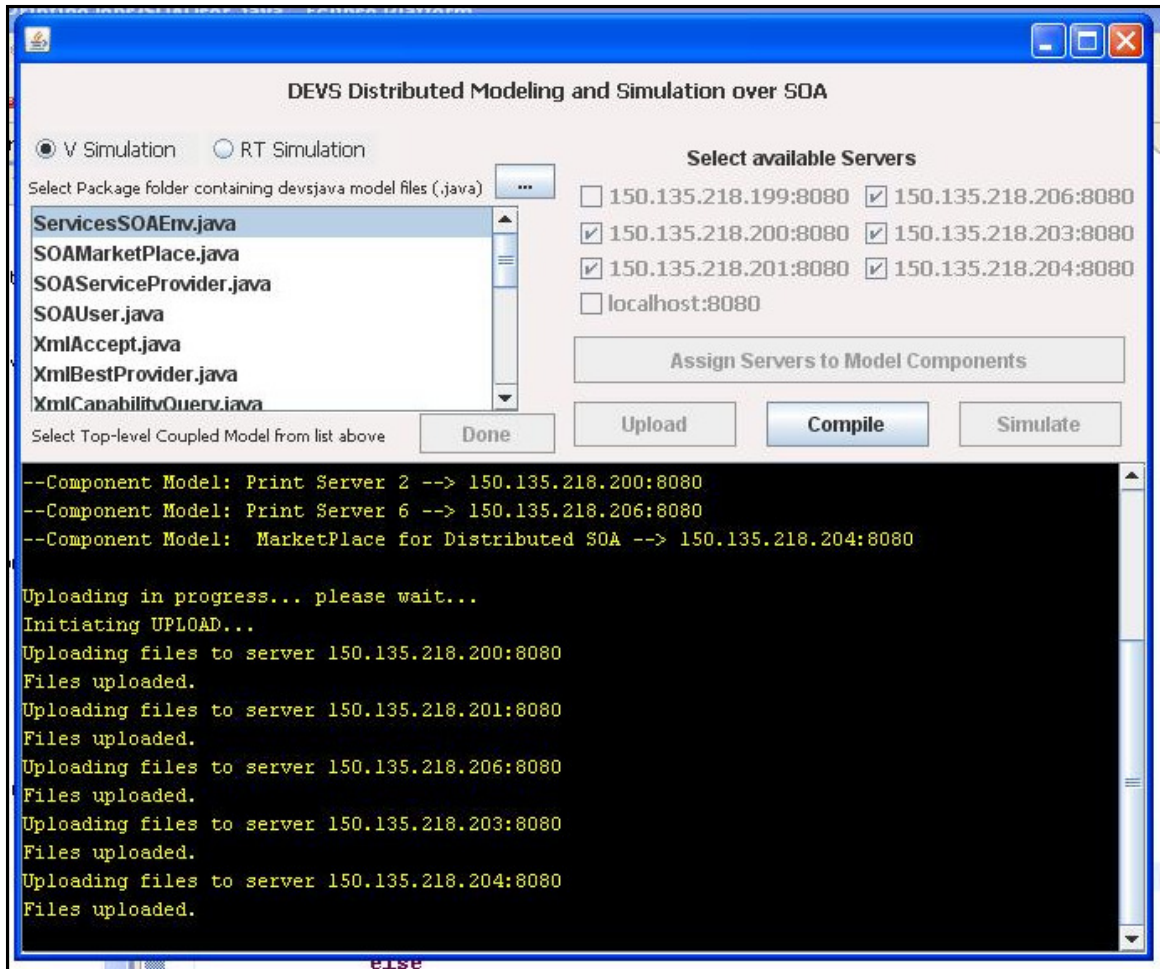 DEVS Distributed Modeling and Simulation over SOA
V Simulation RT Simulation
Select Package folder containing devsjava model files (.java) ...
ServicesSOAEnv.java
SOAMarketPlace.java
SOAServiceProvider.java
SOAUser.java
XmlAccept.java
XmlBestProvider.java
XmlCapabilityQuery.java
Select Top-level Coupled Model from list above Done
Select available Servers
150.135.218.199:8080 150.135.218.206:8080
150.135.218.200:8080 150.135.218.203:8080
150.135.218.201:8080 150.135.218.204:8080
localhost:8080
Assign Servers to Model Components
Upload Compile Simulate
--Component Model: Print Server 2 --> 150.135.218.200:8080
--Component Model: Print Server 6 --> 150.135.218.206:8080
--Component Model:  MarketPlace for Distributed SOA --> 150.135.218.204:8080
Uploading in progress... please wait...
Initiating UPLOAD...
Uploading files to server 150.135.218.200:8080
Files uploaded.
Uploading files to server 150.135.218.201:8080
Files uploaded.
Uploading files to server 150.135.218.206:8080
Files uploaded.
Uploading files to server 150.135.218.203:8080
Files uploaded.
Uploading files to server 150.135.218.204:8080
Files uploaded.
else